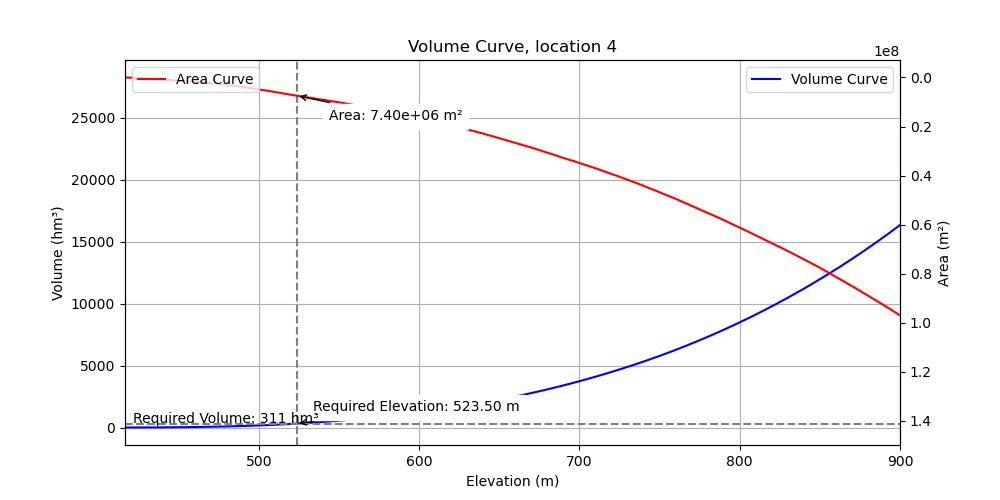 Volume Curve, location 4
1e8
Area Curve
Volume Curve
Area: 7.40e+06 m²
Required Elevation: 523.50 m
Required Volume: 311 hm³
Volume (hm³)
25000
20000
15000
10000
5000
0
Area (m²)
0.0
0.2
0.4
0.6
0.8
1.0
1.2
1.4
500 600 700 800 900
Elevation (m)